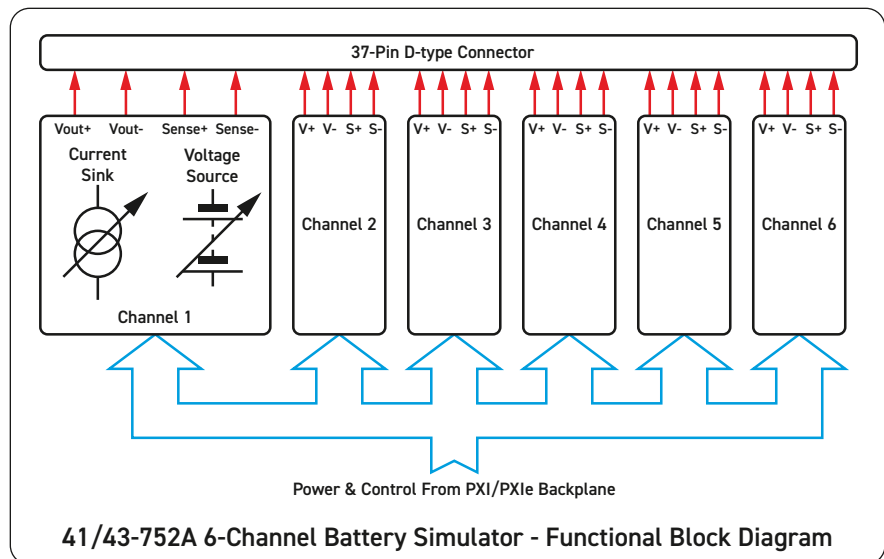 37-Pin D-type Connector
Vout+ Vout- Sense+ Sense- V+ V- S+ S- V+ V- S+ S- V+ V- S+ S- V+ V- S+ S- V+ V- S+ S-
Current
Sink
Voltage
Source
Channel 1
Channel 2
Channel 3
Channel 4
Channel 5
Channel 6
Power & Control From PXI/PXIe Backplane
41/43-752A 6-Channel Battery Simulator - Functional Block Diagram